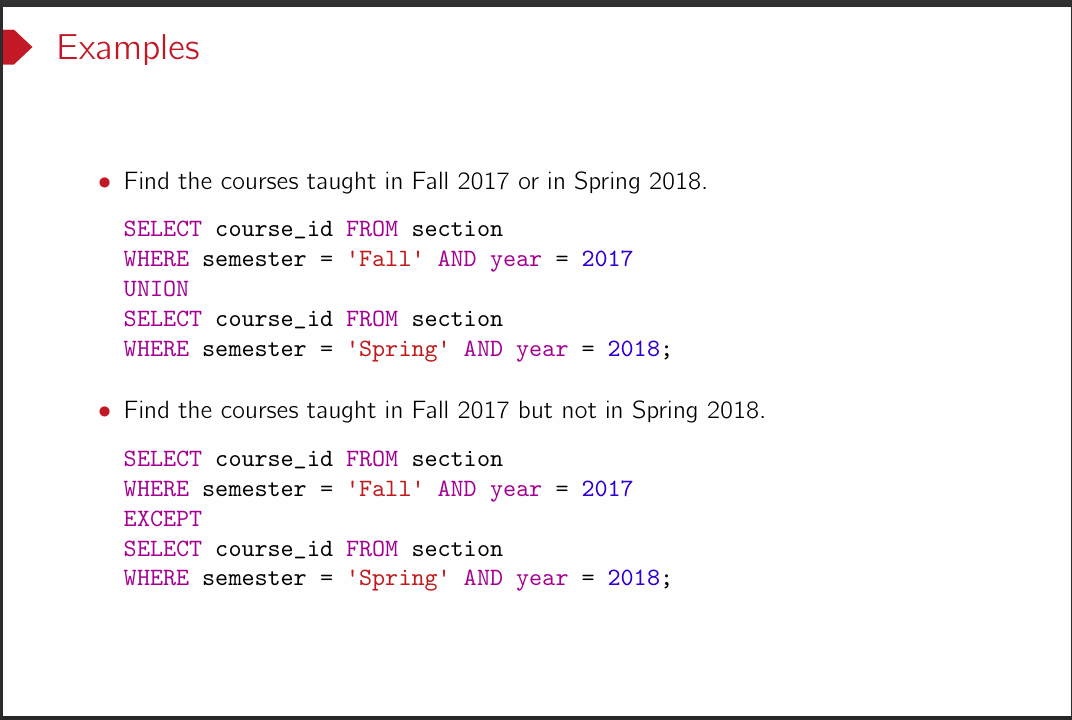 Examples
• Find the courses taught in Fall 2017 or in Spring 2018.
SELECT course_id FROM section
WHERE semester = 'Fall' AND year = 2017
UNION
SELECT course_id FROM section
WHERE semester = 'Spring' AND year = 2018;
• Find the courses taught in Fall 2017 but not in Spring 2018.
SELECT course_id FROM section
WHERE semester = 'Fall' AND year = 2017
EXCEPT
SELECT course_id FROM section
WHERE semester = 'Spring' AND year = 2018;